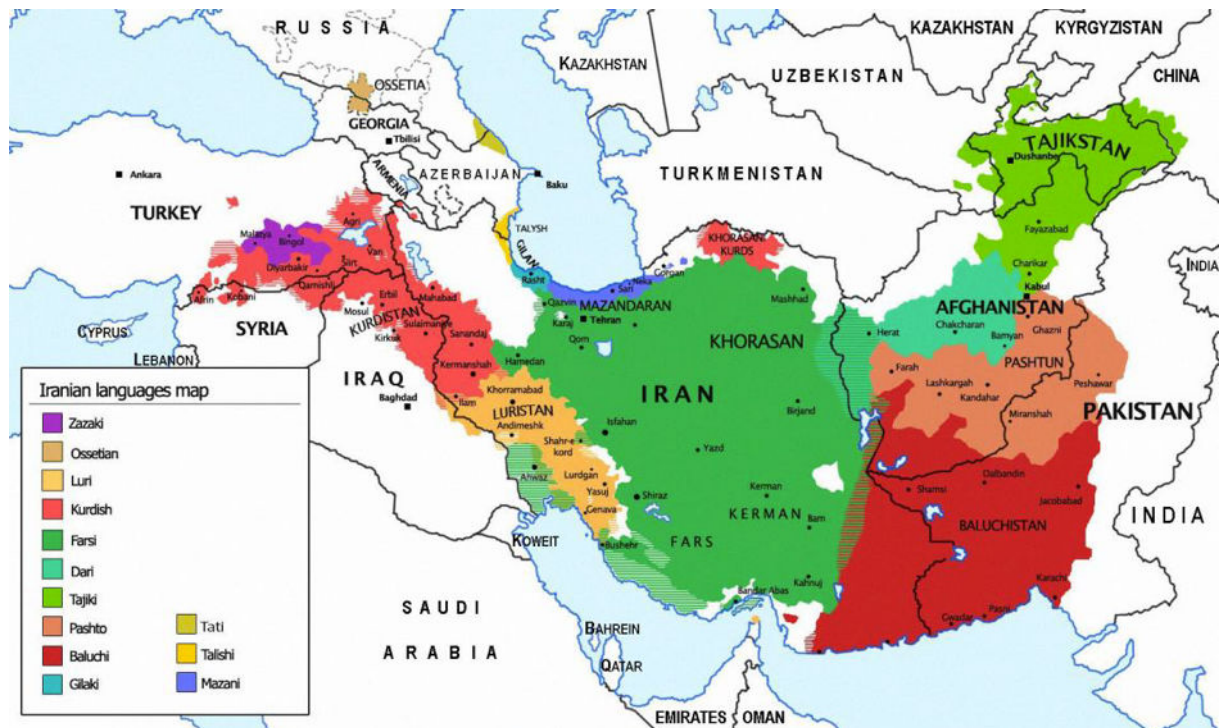 RUSSIA
KAZAKHSTAN
KYRGYZISTAN
KAZAKHSTAN
UZBEKISTAN
CHINA
OSSETIA
GEORGIA
Tbilisi
TAJIKSTAN
Dushanbe
ARMENIA
AZERBAIJAN
Baku
TURKMENISTAN
Ankara
TURKEY
Agri
TALYSH
Fayazabad
Malatya
Bingol
Van
GILAN
KHORASANI
KURDS
Diyarbakir
Siirt
Rasht
Gorgan
Charikar
INDIA
Afrin
Kobani
Qamishli
Erbil
Mahabad
Qazvin
Sari
Neka
MAZANDARAN
Mashhad
Kabul
AFGHANISTAN
Mosul
KURDISTAN
Sulaimaniye
Karaj
Tehran
Herat
Chakcharan
Ghazni
CYPRUS
SYRIA
Kirkuk
Sanandaj
Qom
KHORASAN
Bamyan
PASHTUN
LEBANON
Hamedan
Farah
Peshawar
Kermanshah
Lashkargah
Kandahar
IRAQ
Baghdad
Ilam
Khorramabad
LURISTAN
IRAN
Birjand
Miranshah
PAKISTAN
Andimeshk
Isfahan
Shahr-e
kord
Yazd
Ahwaz
Lurdgan
Yasuj
Dalbandin
Shamsi
Jacobabad
Genava
Shiraz
Kerman
KERMAN
BALUCHISTAN
INDIA
KOWEIT
Bushehr
FARS
Bam
Kahnuj
Karachi
SAUDI
ARABIA
Bandar Abas
Gwadar
Pasni
BAHREIN
QATAR
EMIRATES
OMAN
Iranian languages map
Zazaki
Ossetian
Luri
Kurdish
Farsi
Dari
Tajiki
Pashto
Baluchi
Gilaki
Tati
Talishi
Mazani